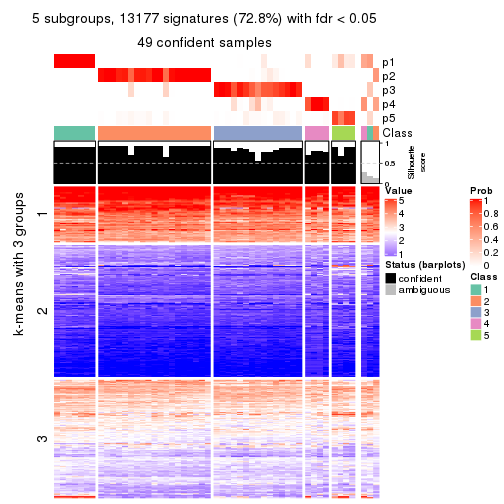 5 subgroups, 13177 signatures (72.8%) with fdr < 0.05
49 confident samples
p1
p2
p3
p4
p5
Class
1
0.5
0
Silhouette
score
k-means with 3 groups
1
2
3
Value
5
4
3
2
1
Status (barplots)
confident
ambiguous
Prob
1
0.8
0.6
0.4
0.2
0
Class
1
2
3
4
5